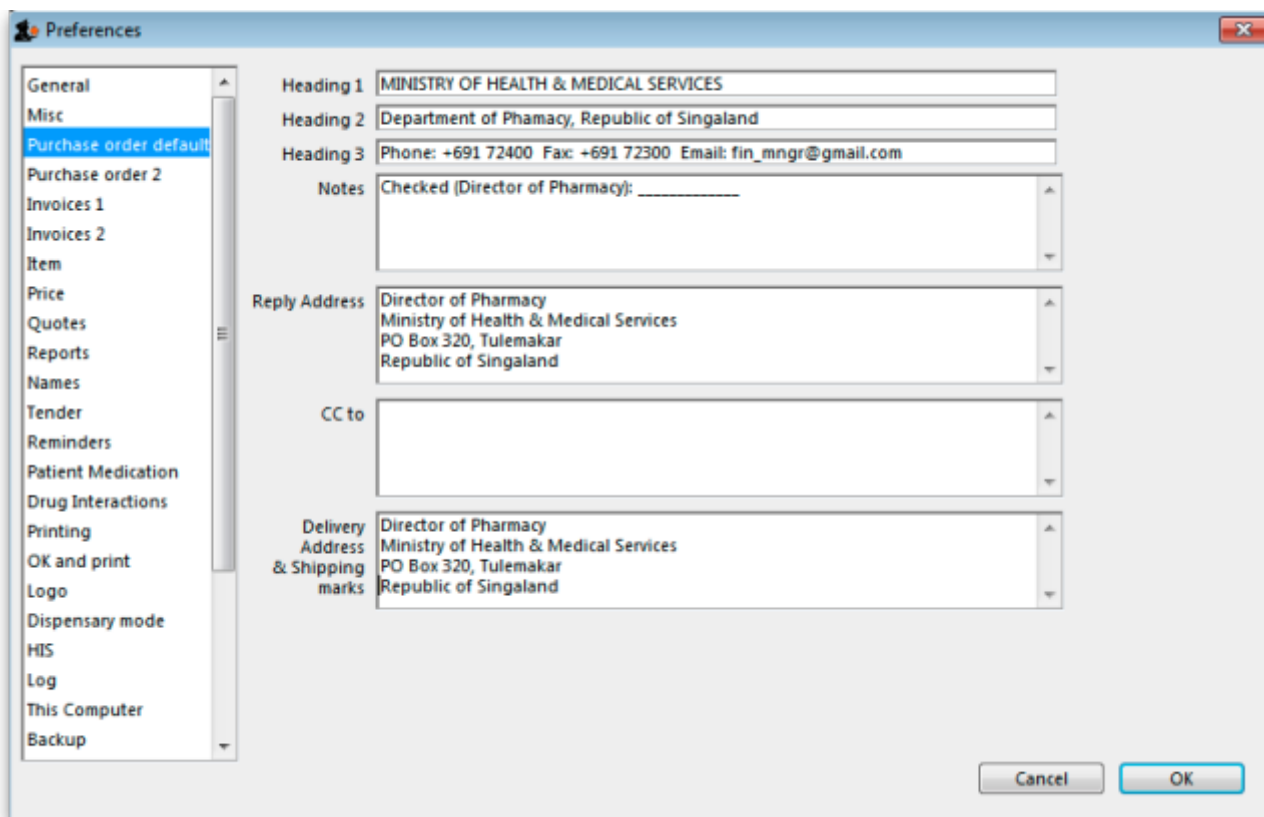 Preferences
General
Misc
Purchase order default
Purchase order 2
Invoices 1
Invoices 2
Item
Price
Quotes
Reports
Names
Tender
Reminders
Patient Medication
Drug Interactions
Printing
OK and print
Logo
Dispensary mode
HIS
Log
This Computer
Backup
Heading 1 MINISTRY OF HEALTH & MEDICAL SERVICES
Heading 2 Department of Phamacy, Republic of Singaland
Heading 3 Phone: +691 72400 Fax: +691 72300 Email: fin_mngr@gmail.com
Notes Checked (Director of Pharmacy): _____________
Reply Address Director of Pharmacy
Ministry of Health & Medical Services
PO Box 320, Tulemakar
Republic of Singaland
CC to
Delivery Director of Pharmacy
Address Ministry of Health & Medical Services
& Shipping PO Box 320, Tulemakar
marks Republic of Singaland
Cancel OK